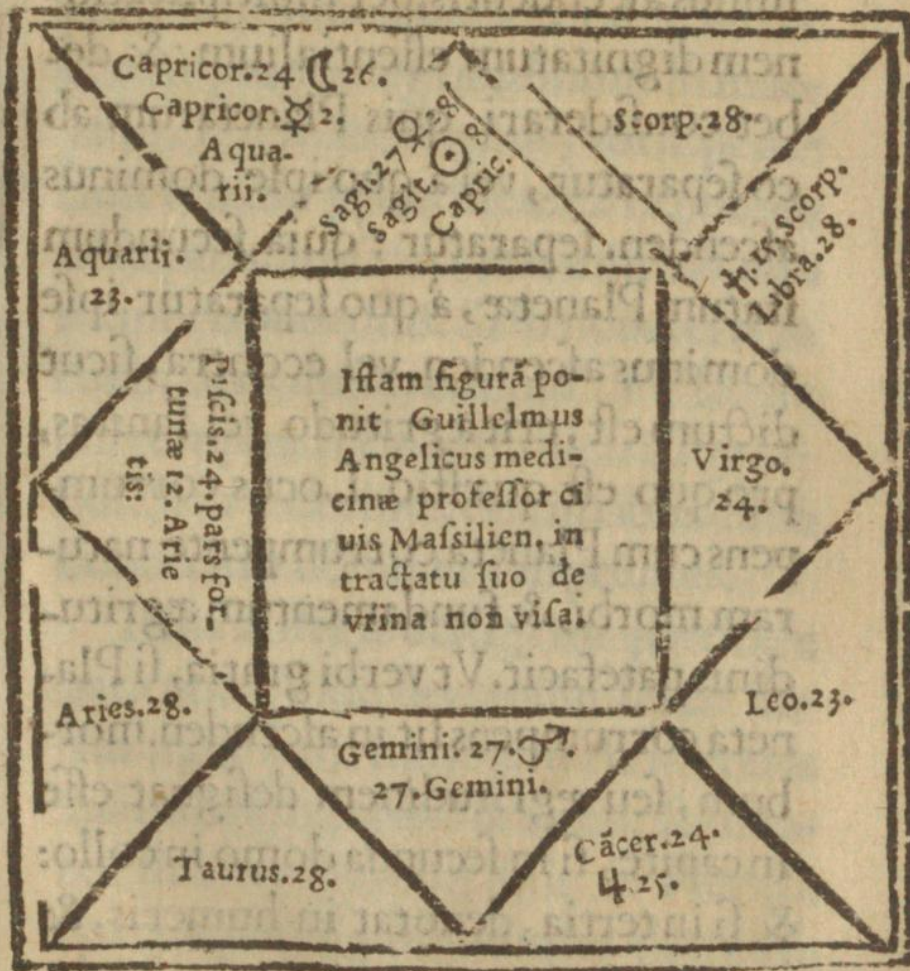 Capricor.24 ☾ 26.
Capricor.☿ 2.
Aqua-
rii.
Sagi.27 ♀ 28
Sagit. ☉ 8.
Capric.
Scorp.28.
♄.15.Scorp.
Libra.28.
Aquarii.
23.
Piscis.24.pars for-
tunæ 12.Arie
tis:
Iſtam figurã po-
nit Guillelmus
Angelicus medi-
cinæ profeſſor ci
uis Maſsilien. in
tractatu ſuo de
vrina non viſa:
Virgo.
24.
Aries.28.
Leo.23.
Gemini. 27.♂.
27.Gemini.
Taurus.28.
Cãcer.24.
♃.25.